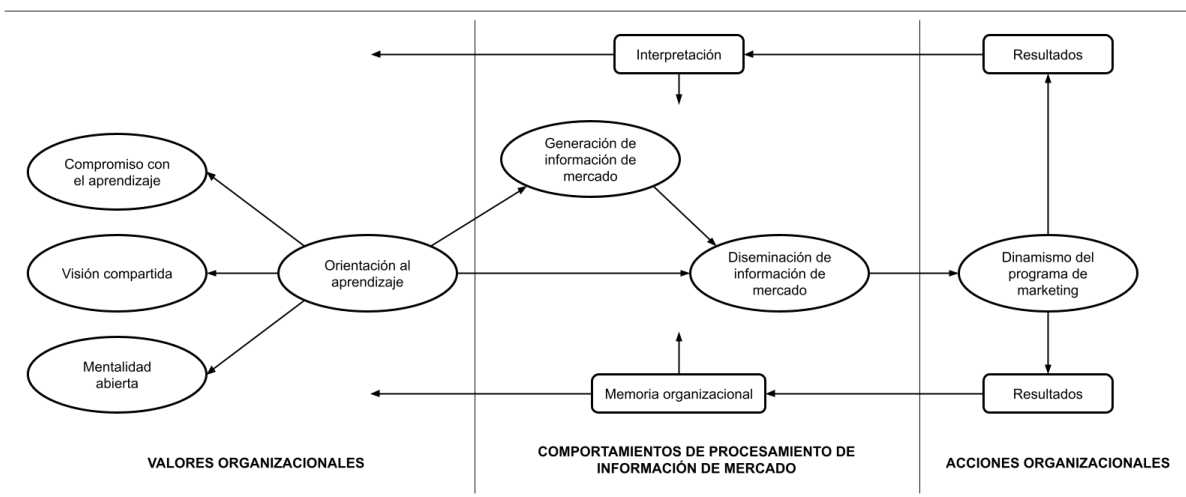 Interpretación
Resultados
Generación de
información de
mercado
Compromiso con
el aprendizaje
Visión compartida
Orientación al
aprendizaje
Diseminación de
información de
mercado
Dinamismo del
programa de
marketing
Mentalidad
abierta
Memoria organizacional
Resultados
VALORES ORGANIZACIONALES
COMPORTAMIENTOS DE PROCESAMIENTO DE
INFORMACIÓN DE MERCADO
ACCIONES ORGANIZACIONALES